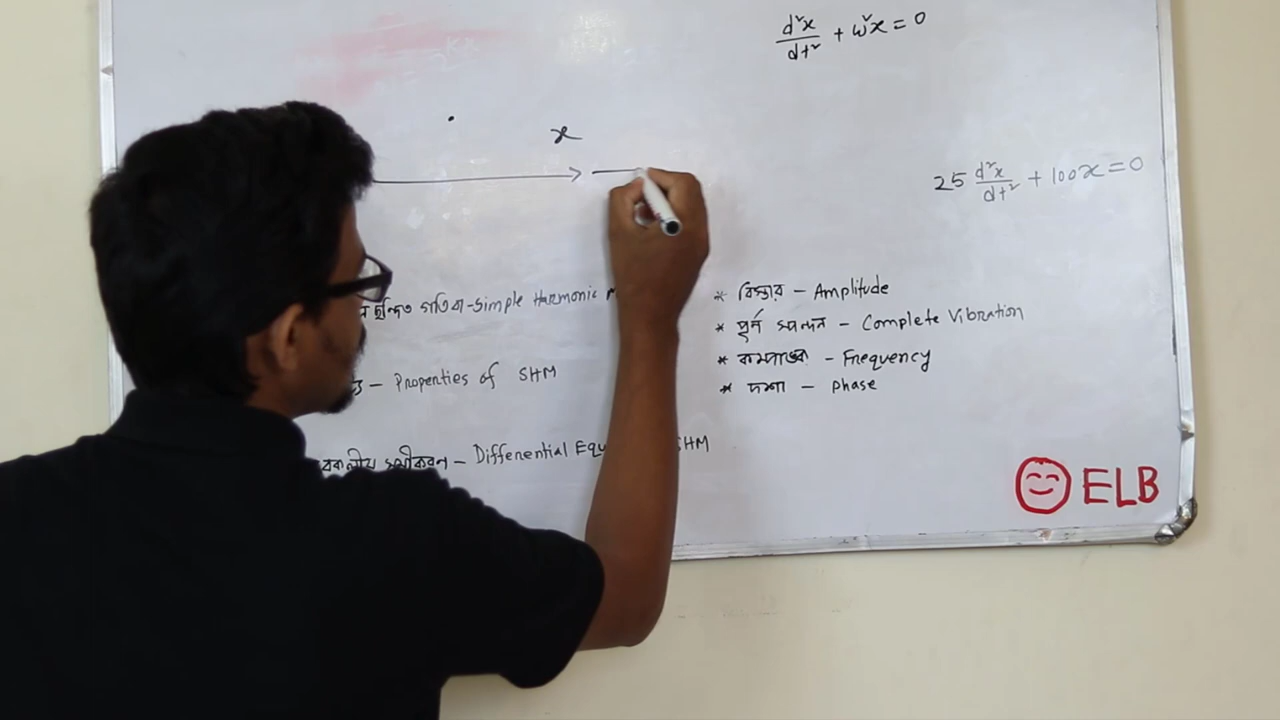 d²x/dt² + ω²x = 0
x
25 d²x/dt² + 100x = 0
গতি বা - Simple Harmonic
- Properties of SHM
সমীকরণ - Differential Equ SHM
* বিস্তার - Amplitude
* পূর্ন স্পন্দন - Complete Vibration
* কম্পাঙ্ক - Frequency
* দশা - phase
ELB